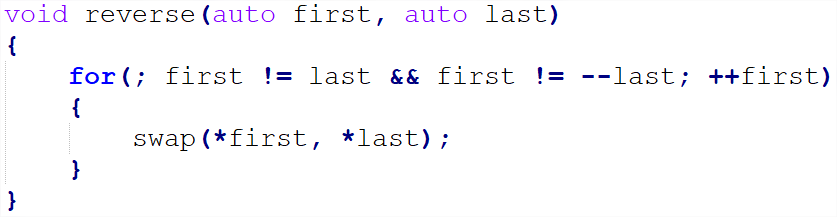 void reverse(auto first, auto last)
{
    for(; first != last && first != --last; ++first)
    {
        swap(*first, *last);
    }
}